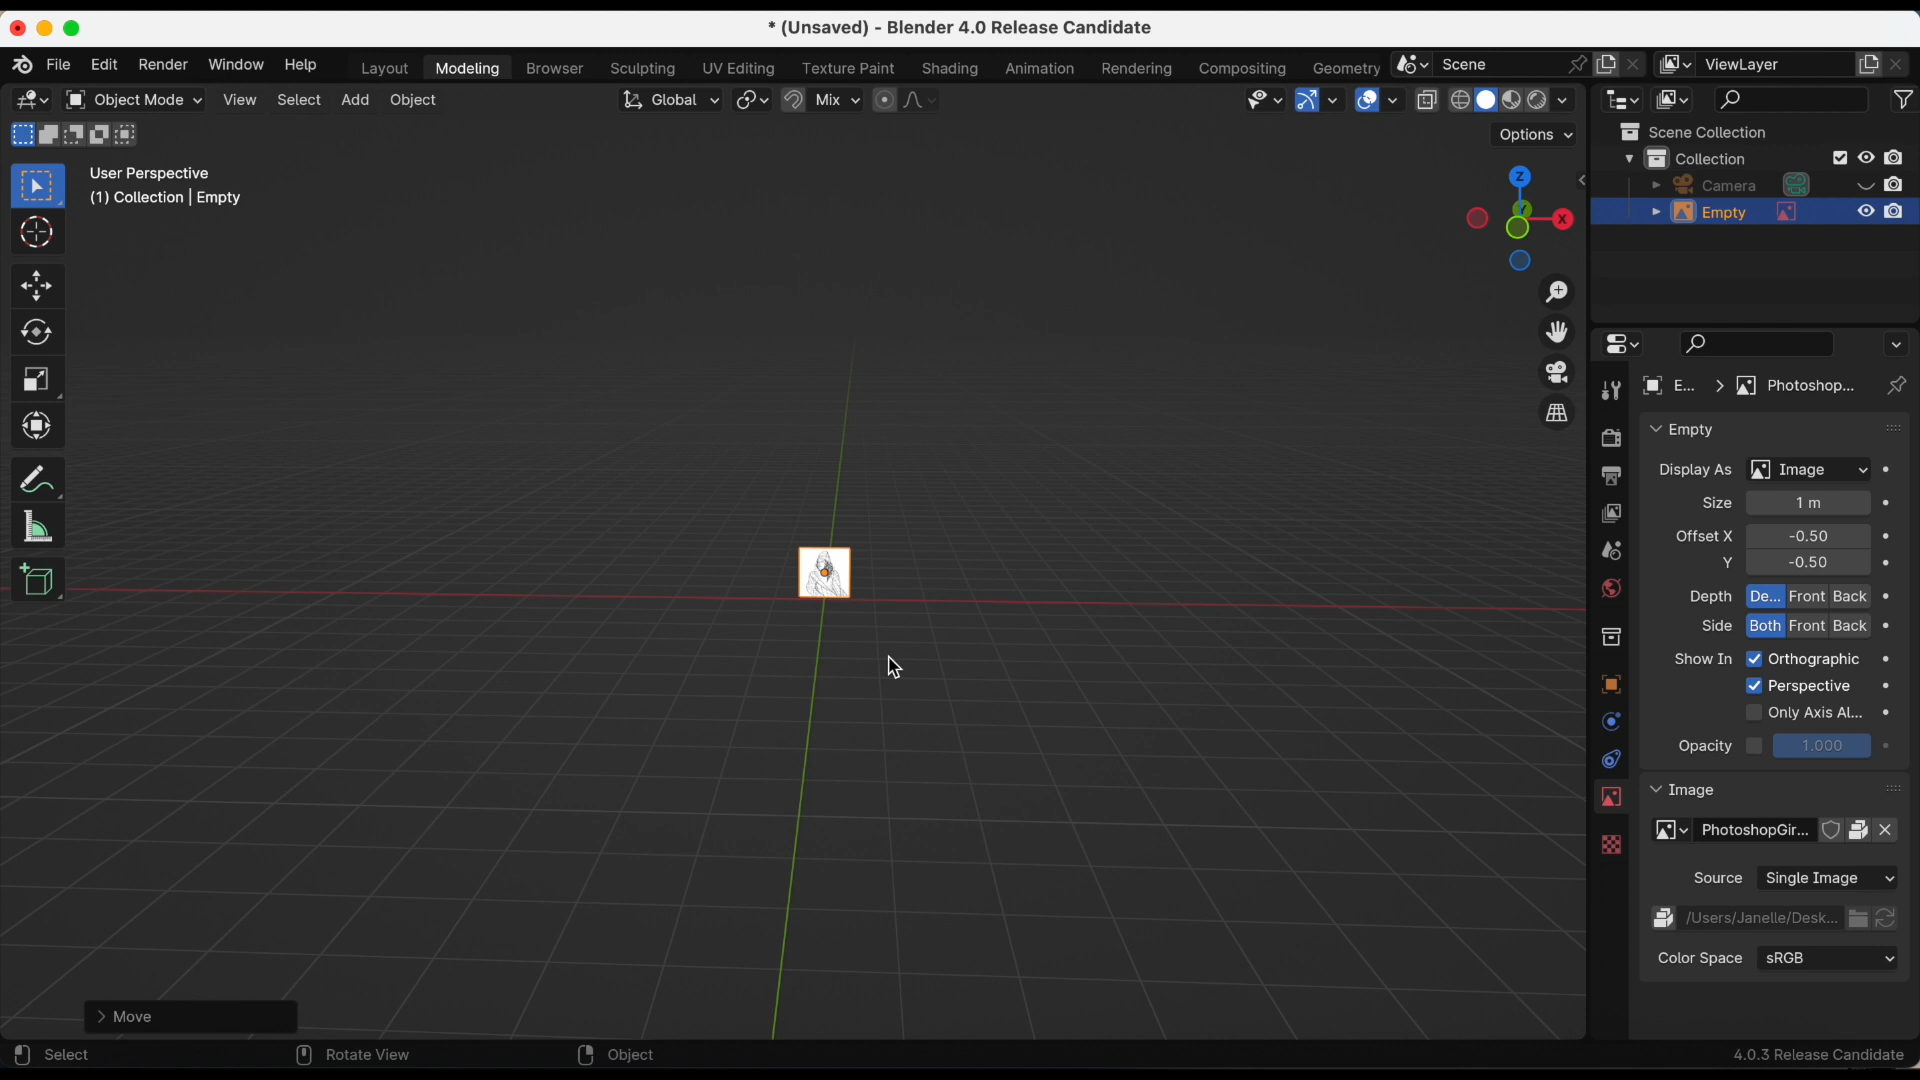 * (Unsaved) - Blender 4.0 Release Candidate
File Edit Render Window Help Layout Modeling Browser Sculpting UV Editing Texture Paint Shading Animation Rendering Compositing Geometry Scene ViewLayer
Object Mode View Select Add Object Global Mix
Options
User Perspective
(1) Collection | Empty
Z
Y
X
Scene Collection
Collection
Camera
Empty
E... Photoshop...
Empty
Display As Image
Size 1 m
Offset X -0.50
Y -0.50
Depth De... Front Back
Side Both Front Back
Show In Orthographic
Perspective
Only Axis Al...
Opacity 1.000
Image
PhotoshopGir...
Source Single Image
/Users/Janelle/Desk...
Color Space sRGB
Move
Select Rotate View Object 4.0.3 Release Candidate